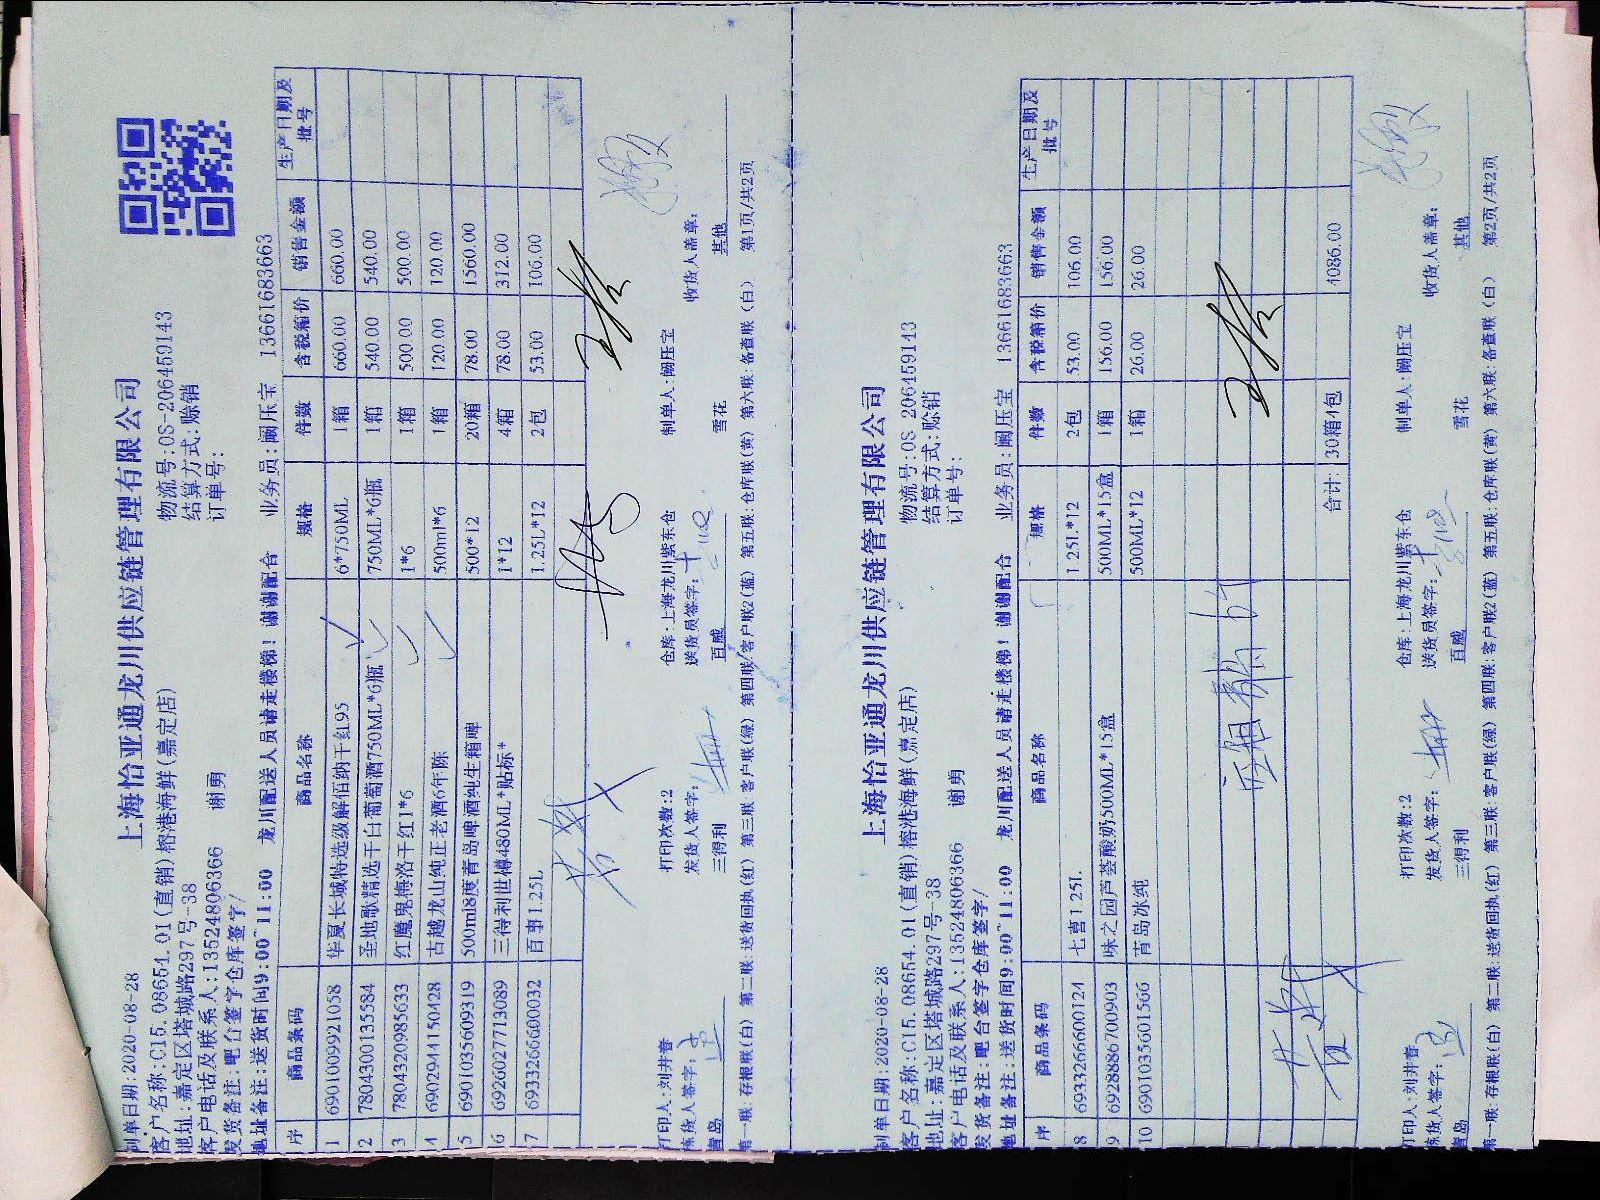 上海怡亚通龙川供应链管理有限公司
制单日期:2020-08-28 物流号:OS-206459143
客户名称:C15.08654.01(直销)榕港海鲜(嘉定店) 结算方式:赊销
地址:嘉定区塔城路297号-38 订单号:
客户电话及联系人:13524806366 谢勇
发货备注:吧台签字仓库签字/
地址备注:送货时间9:00~11:00 龙川配送人员请走楼梯!谢谢配合 业务员:阚压宝 13661683663
序 商品条码 商品名称 规格 件数 含税箱价 销售金额 生产日期及批号
1 6901009921058 华夏长城特选级解佰纳干红95 6*750ML 1箱 660.00 660.00
2 7804300135584 圣地歌精选干白葡萄酒750ML*6瓶 750ML*6瓶 1箱 540.00 540.00
3 7804320985633 红魔鬼梅洛干红1*6 1*6 1箱 500.00 500.00
4 6902944150428 古越龙山纯正老酒6年陈 500ml*6 1箱 120.00 120.00
5 6901035609319 500ml8度青岛啤酒纯生箱啤 500*12 20箱 78.00 1560.00
6 6926027713089 三得利世樽480ML*贴标* 1*12 4箱 78.00 312.00
7 6933266600032 百事1.25L 1.25L*12 2包 53.00 106.00
打印人:刘井春 打印次数:2 仓库:上海龙川紫东仓 制单人:阚压宝
拣货人签字: 发货人签字: 送货员签字: 收货人盖章:
青岛 三得利 百威 雪花 其他
第一联:存根联(白) 第二联:送货回执(红) 第三联:客户联(绿) 第四联:客户联2(蓝) 第五联:仓库联(黄) 第六联:备查联(白) 第1页/共2页
上海怡亚通龙川供应链管理有限公司
制单日期:2020-08-28 物流号:OS-206459143
客户名称:C15.08654.01(直销)榕港海鲜(嘉定店) 结算方式:赊销
地址:嘉定区塔城路297号-38 订单号:
客户电话及联系人:13524806366 谢勇
发货备注:吧台签字仓库签字/
地址备注:送货时间9:00~11:00 龙川配送人员请走楼梯!谢谢配合 业务员:阚压宝 13661683663
序 商品条码 商品名称 规格 件数 含税箱价 销售金额 生产日期及批号
8 6933266600124 七喜1.25L 1.25L*12 2包 53.00 106.00
9 6928886700903 味之园芦荟酸奶500ML*15盒 500ML*15盒 1箱 156.00 156.00
10 6901035601566 青岛冰纯 500ML*12 1箱 26.00 26.00
合计: 30箱4包 4086.00
打印人:刘井春 打印次数:2 仓库:上海龙川紫东仓 制单人:阚压宝
拣货人签字: 发货人签字: 送货员签字: 收货人盖章:
青岛 三得利 百威 雪花 其他
第一联:存根联(白) 第二联:送货回执(红) 第三联:客户联(绿) 第四联:客户联2(蓝) 第五联:仓库联(黄) 第六联:备查联(白) 第2页/共2页